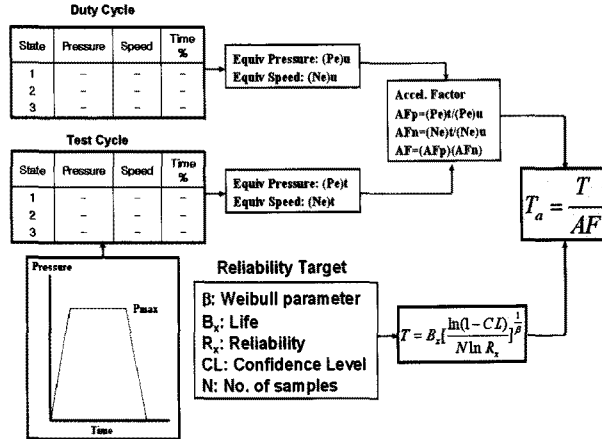 Duty Cycle
State Pressure Speed Time %
1 – – –
2 – – –
3 – – –
Equiv Pressure: (Pe)u
Equiv Speed: (Ne)u
Accel. Factor
AFp=(Pe)t/(Pe)u
AFn=(Ne)t/(Ne)u
AF=(AFp)(AFn)
Test Cycle
State Pressure Speed Time %
1 – – –
2 – – –
3 – – –
Equiv Pressure: (Pe)t
Equiv Speed: (Ne)t
T_a = T/AF
Pressure
Pmax
Time
Reliability Target
β: Weibull parameter
Bx: Life
Rx: Reliability
CL: Confidence Level
N: No. of samples
T = B_x[ln(1-CL)/(N ln R_x)]^(1/β)